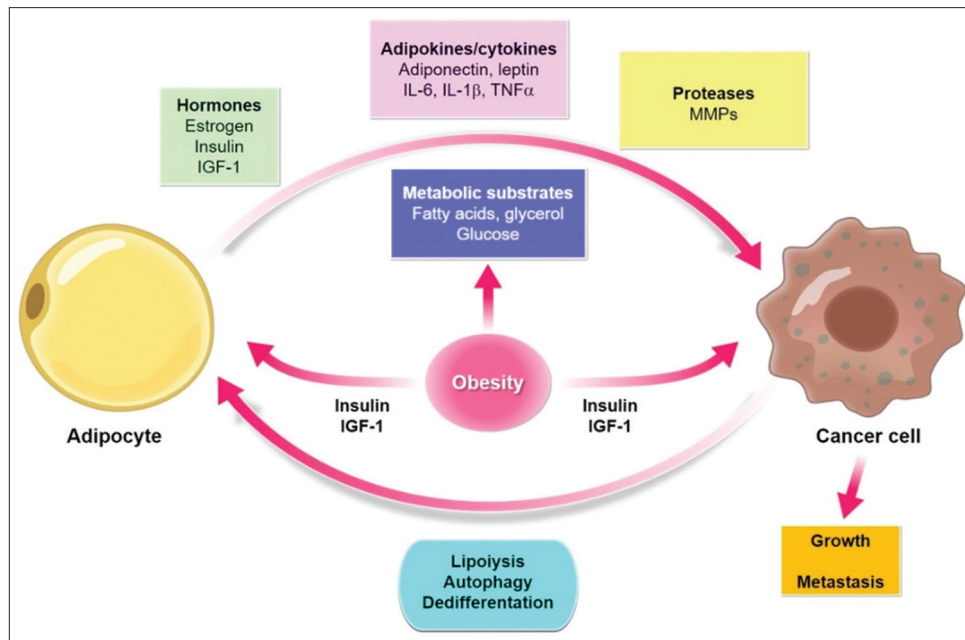 Adipokines/cytokines
Adiponectin, leptin
IL-6, IL-1β, TNFα
Hormones
Estrogen
Insulin
IGF-1
Proteases
MMPs
Metabolic substrates
Fatty acids, glycerol
Glucose
Obesity
Insulin
IGF-1
Insulin
IGF-1
Adipocyte
Cancer cell
Lipoiysis
Autophagy
Dedifferentation
Growth
Metastasis